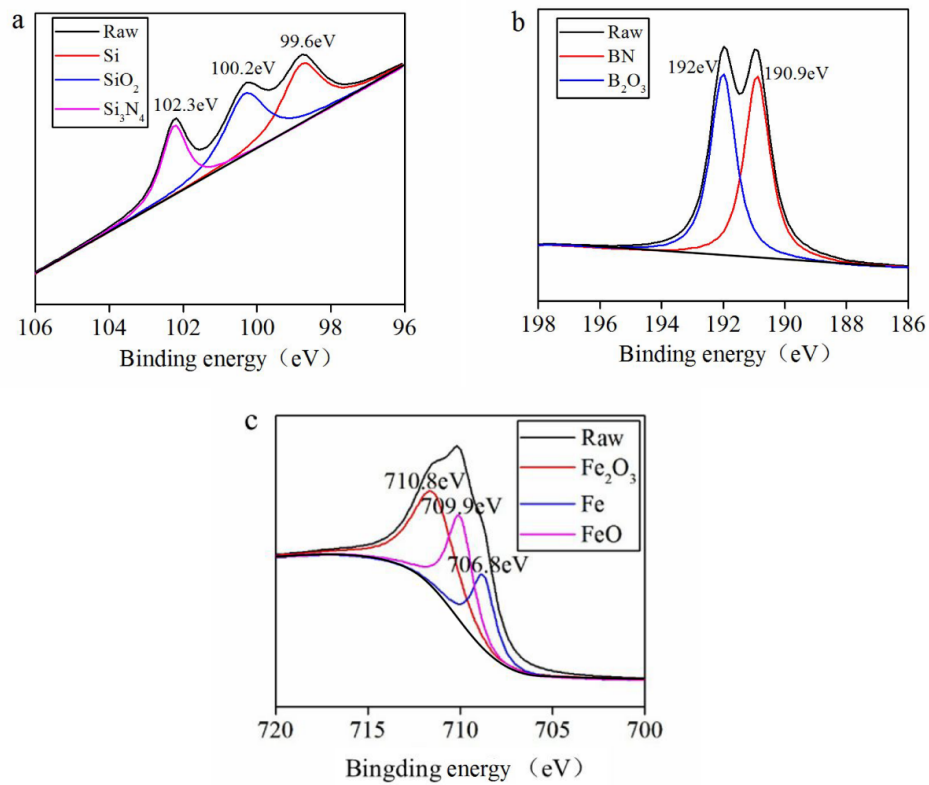 a
Raw
Si
SiO₂
Si₃N₄
102.3eV
100.2eV
99.6eV
106 104 102 100 98 96
Binding energy（eV）
b
Raw
BN
B₂O₃
192eV
190.9eV
198 196 194 192 190 188 186
Binding energy（eV）
c
Raw
Fe₂O₃
Fe
FeO
710.8eV
709.9eV
706.8eV
720 715 710 705 700
Bingding energy （eV）